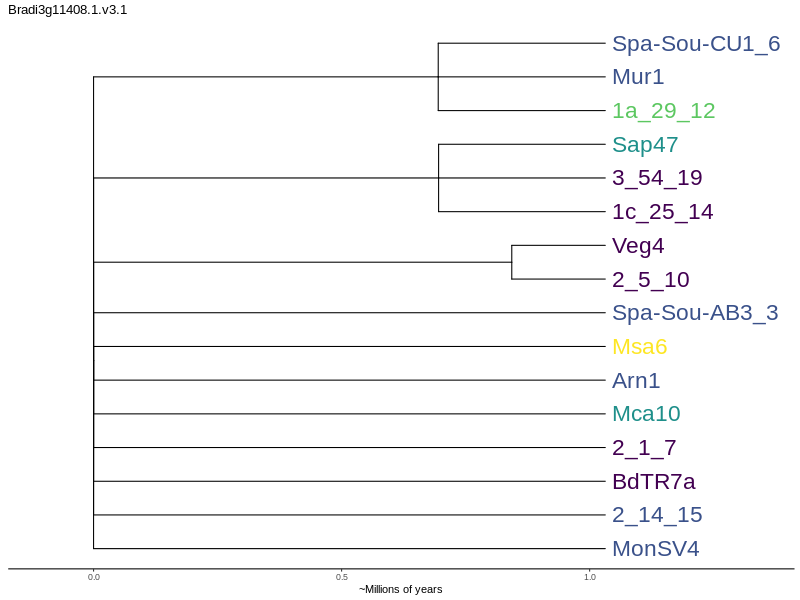 Bradi3g11408.1.v3.1
Spa-Sou-CU1_6
Mur1
1a_29_12
Sap47
3_54_19
1c_25_14
Veg4
2_5_10
Spa-Sou-AB3_3
Msa6
Arn1
Mca10
2_1_7
BdTR7a
2_14_15
MonSV4
0.0 0.5 1.0
~Millions of years